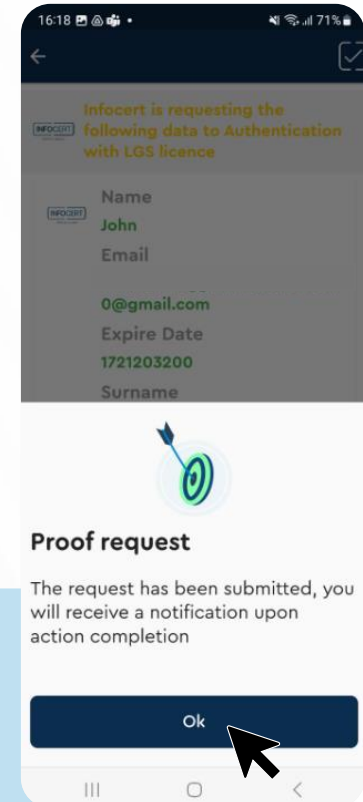 16:18 71%
Infocert is requesting the
INFOCERT following data to Authentication
with LGS licence
Name
INFOCERT
John
Email
0@gmail.com
Expire Date
1721203200
Surname
Proof request
The request has been submitted, you
will receive a notification upon
action completion
Ok